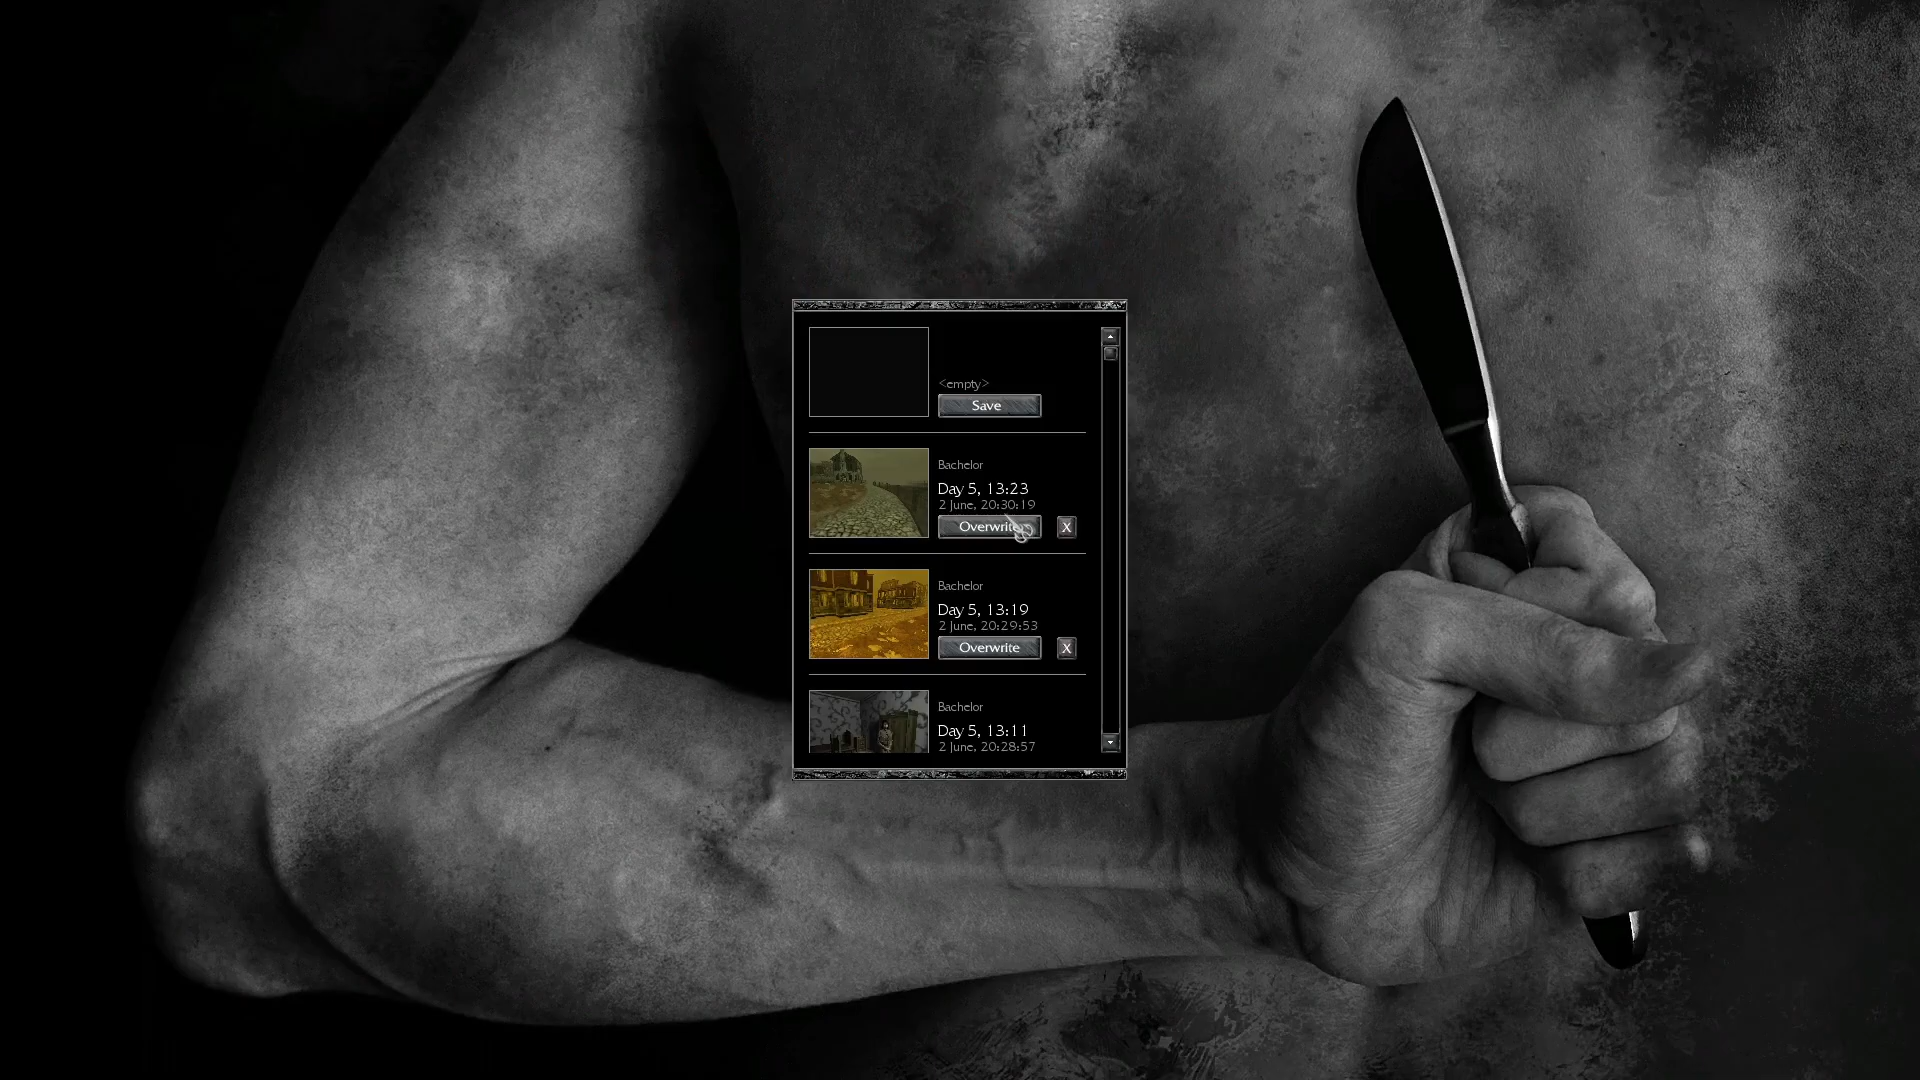 <empty>
Save
Bachelor
Day 5, 13:23
2 June, 20:30:19
Overwrite
X
Bachelor
Day 5, 13:19
2 June, 20:29:53
Overwrite
X
Bachelor
Day 5, 13:11
2 June, 20:28:57